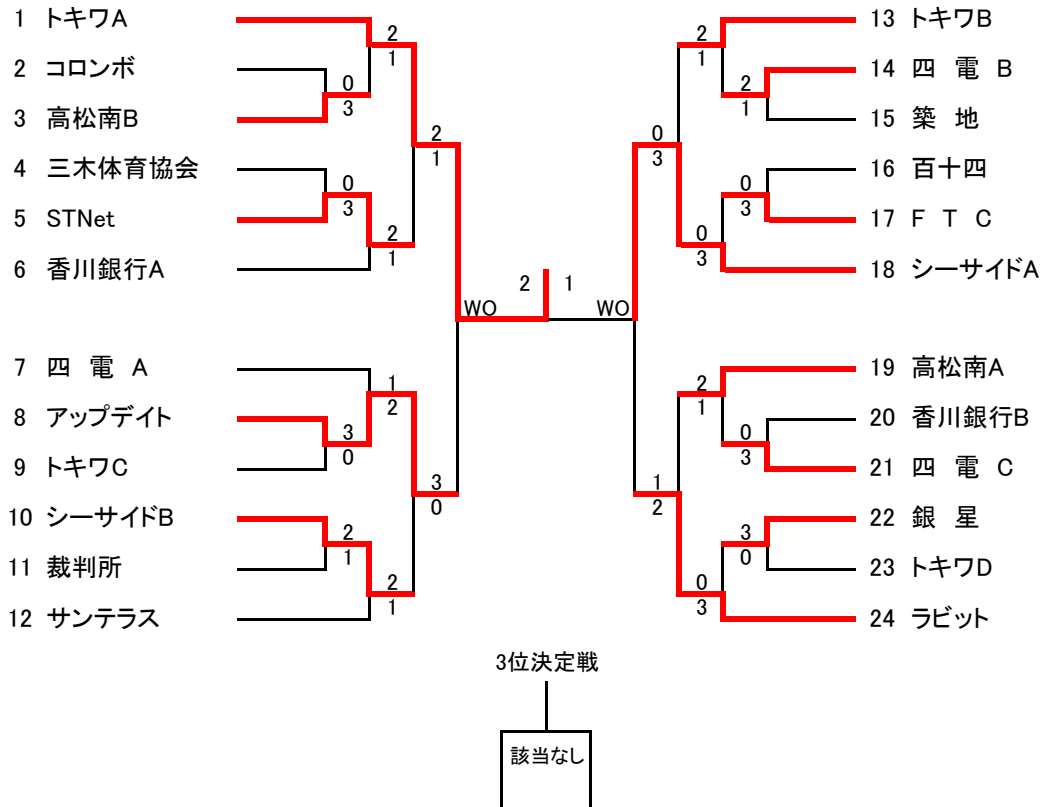 1 トキワA
2 コロンボ
3 高松南B
4 三木体育協会
5 STNet
6 香川銀行A
7 四 電 A
8 アップデイト
9 トキワC
10 シーサイドB
11 裁判所
12 サンテラス
2
1
0
3
0
3
2
1
2
1
1
2
3
0
2
1
2
1
3
0
WO
2
1
WO
0
3
2
1
2
1
0
3
0
3
1
2
2
1
0
3
3
0
0
3
13 トキワB
14 四 電 B
15 築 地
16 百十四
17 F T C
18 シーサイドA
19 高松南A
20 香川銀行B
21 四 電 C
22 銀 星
23 トキワD
24 ラビット
3位決定戦
該当なし